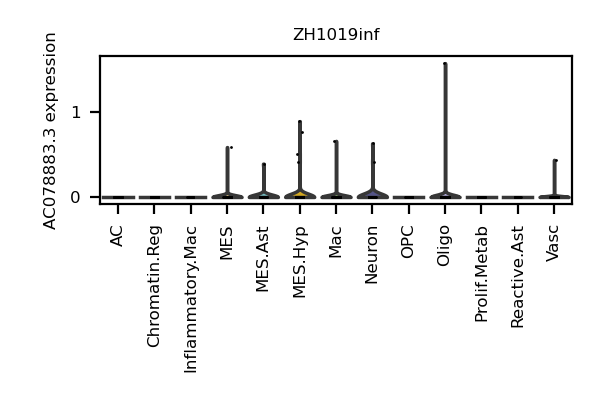 ZH1019inf
AC078883.3 expression
1
0
AC
Chromatin.Reg
Inflammatory.Mac
MES
MES.Ast
MES.Hyp
Mac
Neuron
OPC
Oligo
Prolif.Metab
Reactive.Ast
Vasc